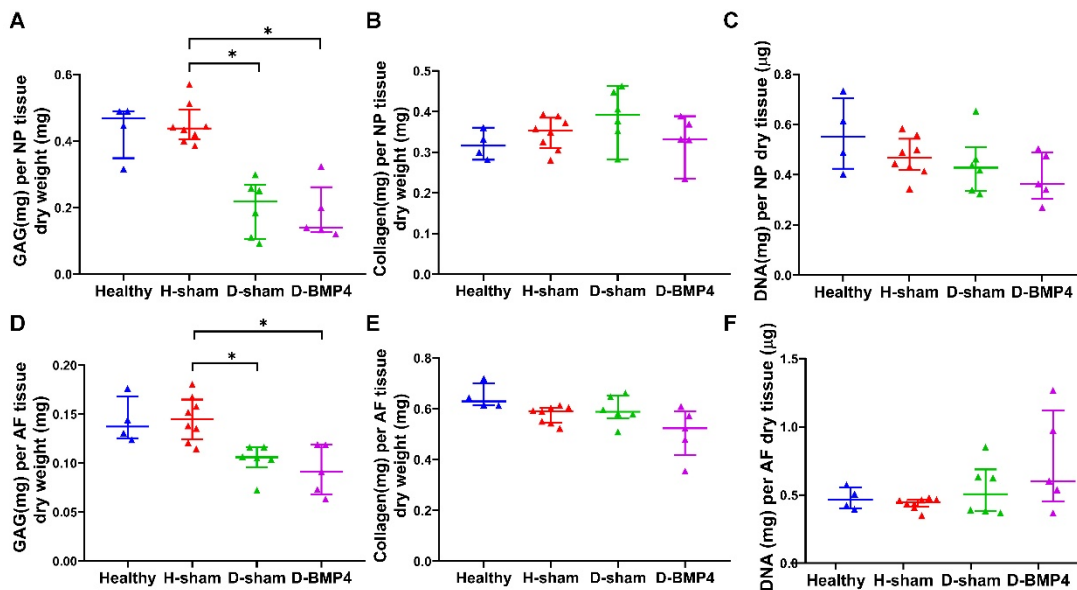 A
GAG(mg) per NP tissue
dry weight (mg)
0.6
0.4
0.2
0.0
*
*
Healthy H-sham D-sham D-BMP4
B
Collagen(mg) per NP tissue
dry weight (mg)
0.5
0.4
0.3
0.2
0.1
0.0
Healthy H-sham D-sham D-BMP4
C
DNA(mg) per NP dry tissue (µg)
0.8
0.6
0.4
0.2
0.0
Healthy H-sham D-sham D-BMP4
D
GAG(mg) per AF tissue
dry weight (mg)
0.20
0.15
0.10
0.05
0.00
*
*
Healthy H-sham D-sham D-BMP4
E
Collagen(mg) per AF tissue
dry weight (mg)
0.8
0.6
0.4
0.2
0.0
Healthy H-sham D-sham D-BMP4
F
DNA (mg) per AF dry tissue (µg)
1.5
1.0
0.5
0.0
Healthy H-sham D-sham D-BMP4